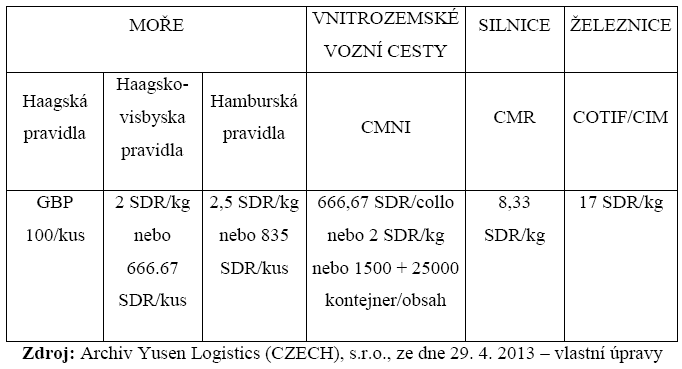 MOŘE
VNITROZEMSKÉ
VOZNÍ CESTY
SILNICE
ŽELEZNICE
Haagská
pravidla
Haagsko-
visbyska
pravidla
Hamburská
pravidla
CMNI
CMR
COTIF/CIM
GBP
100/kus
2 SDR/kg
nebo
666.67
SDR/kus
2,5 SDR/kg
nebo 835
SDR/kus
666,67 SDR/collo
nebo 2 SDR/kg
nebo 1500 + 25000
kontejner/obsah
8,33
SDR/kg
17 SDR/kg
Zdroj: Archiv Yusen Logistics (CZECH), s.r.o., ze dne 29. 4. 2013 – vlastní úpravy